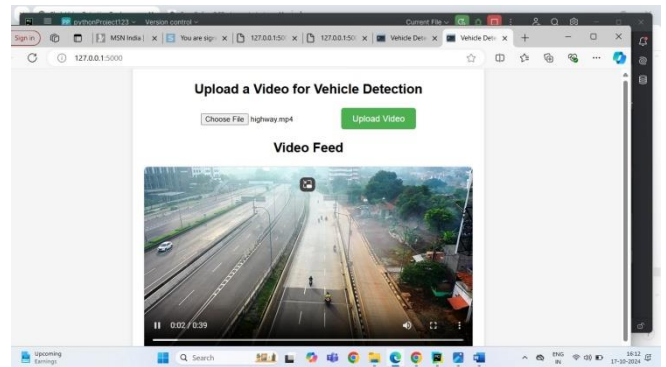 pythonProject123 Version control Current File
Sign in MSN India You are sign 127.0.0.1:50 127.0.0.1:50 Vehicle Dete Vehicle Dete
127.0.0.1:5000
Upload a Video for Vehicle Detection
Choose File highway.mp4 Upload Video
Video Feed
0:02 / 0:39
Upcoming
Earnings
Search
ENG
IN
16:12
17-10-2024